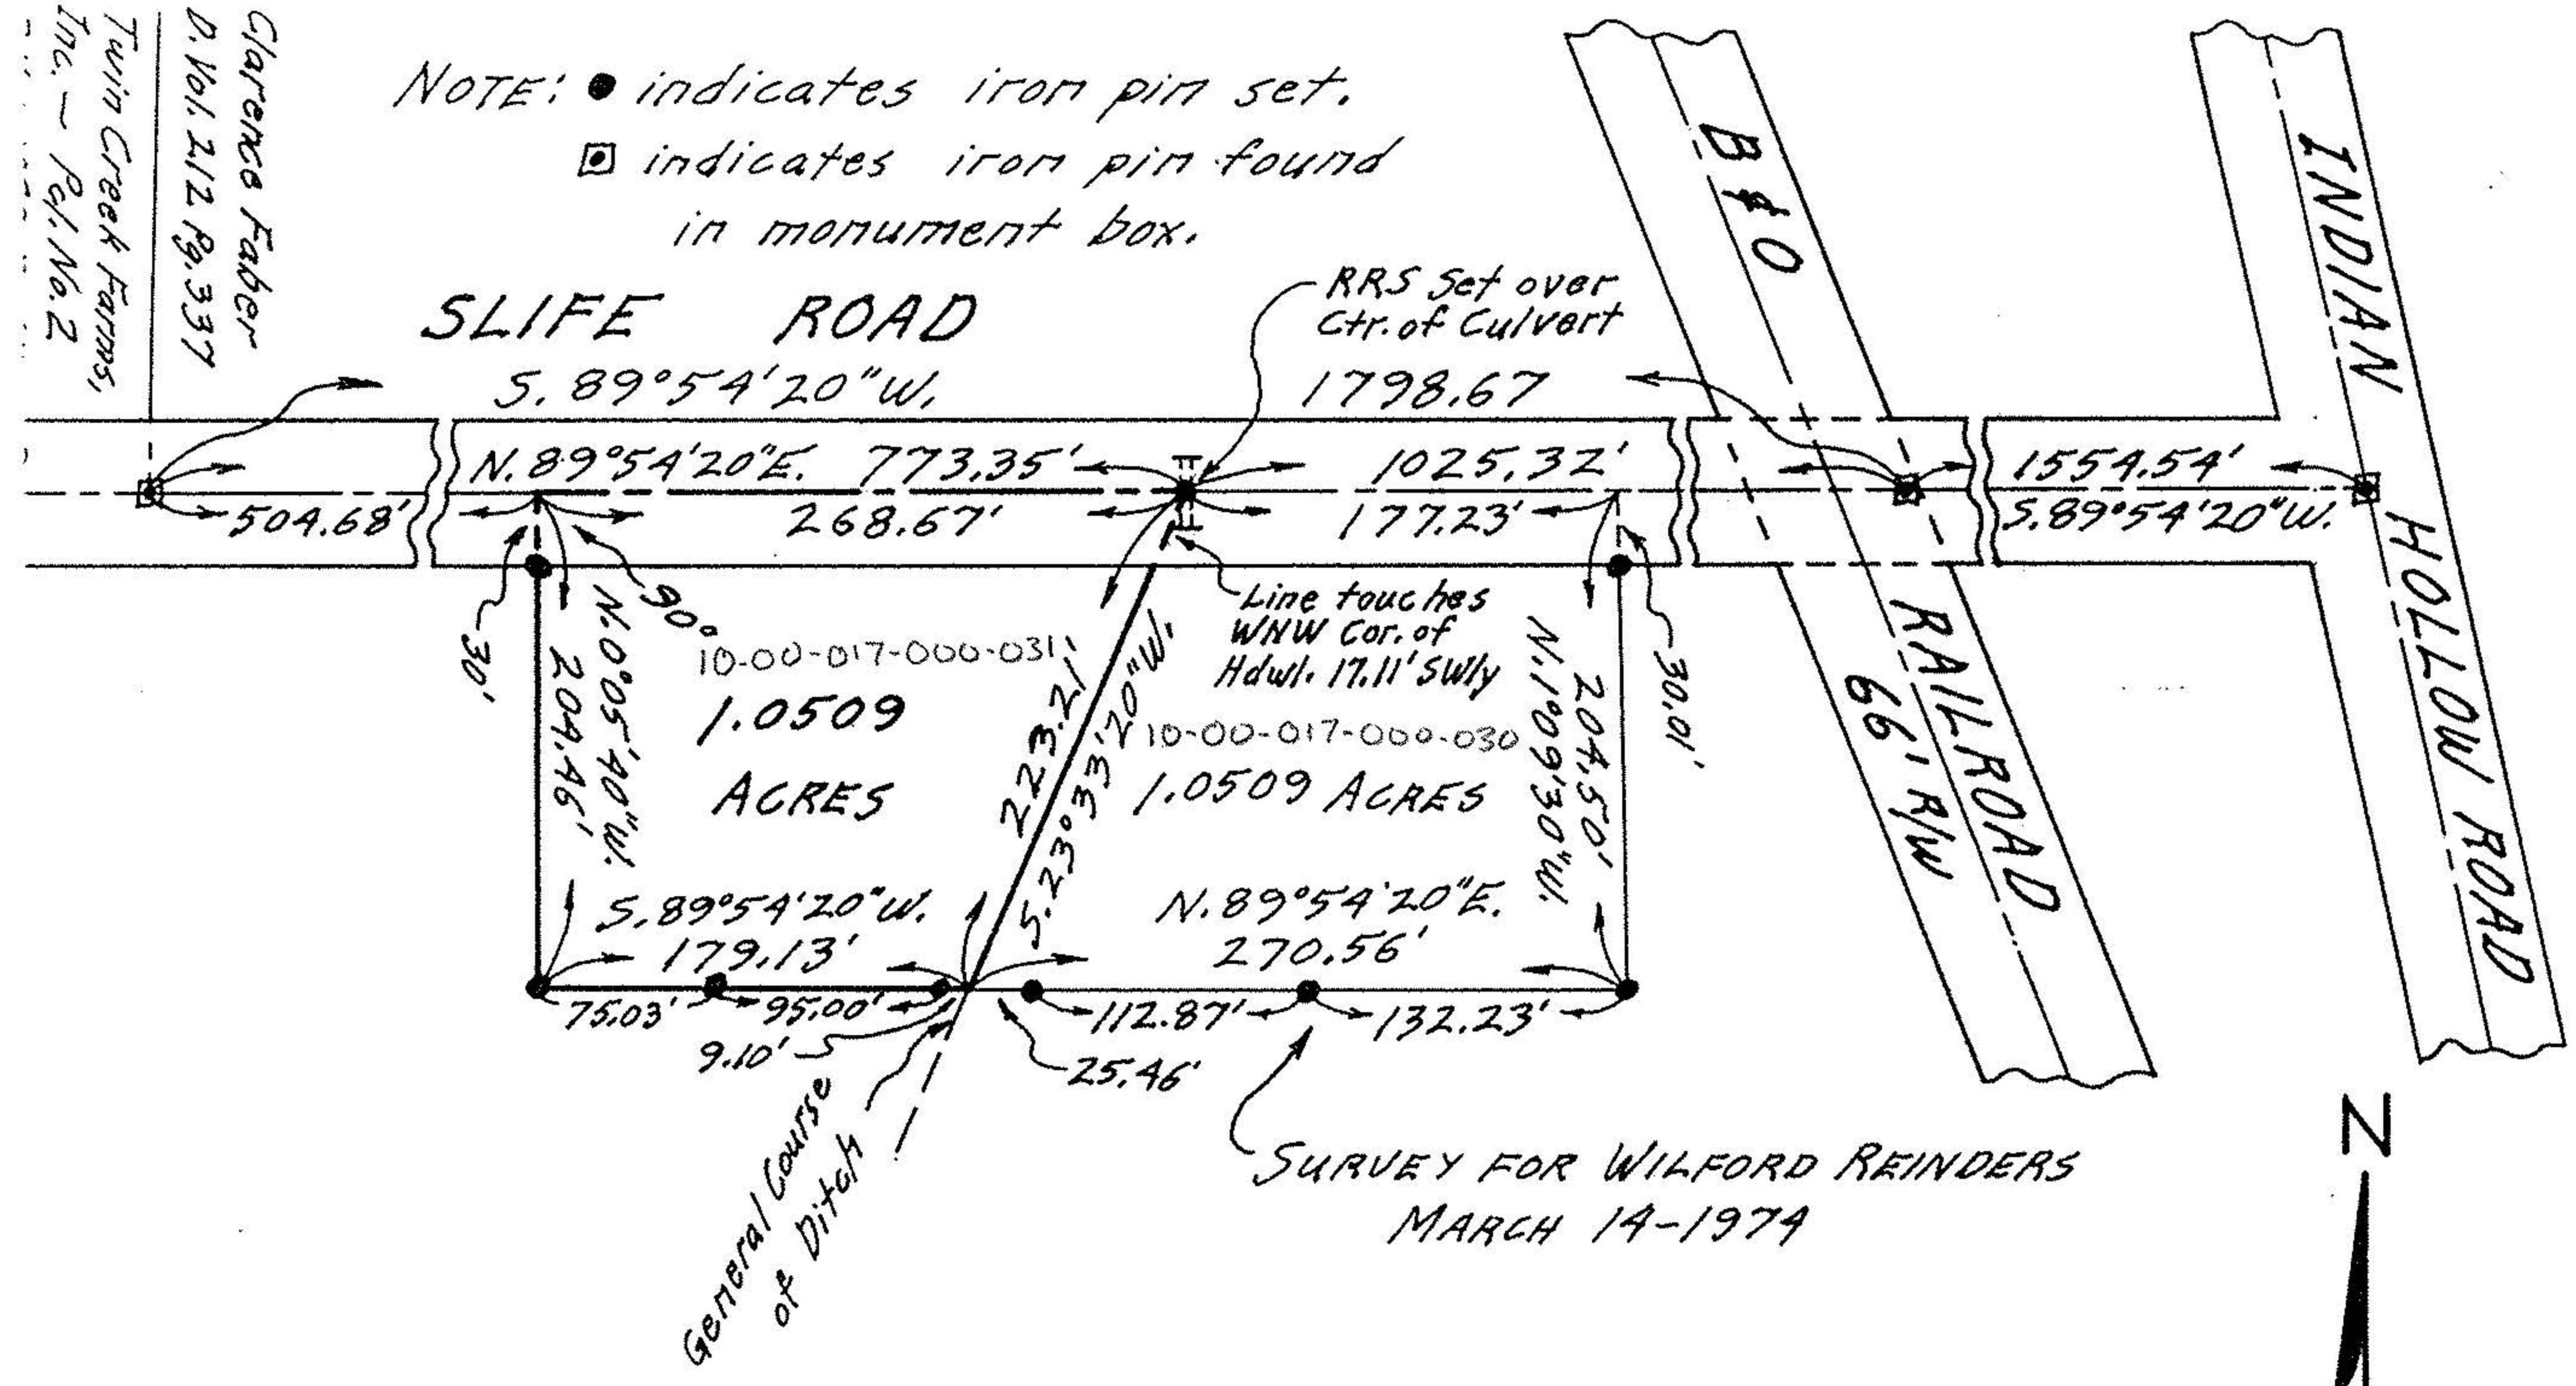 Clarence Faber
D. Vol. 212 Pg. 337
Twin Creek Farms,
Inc. – Pcl. No. 2
NOTE: ● indicates iron pin set.
indicates iron pin found
in monument box.
SLIFE ROAD
S. 89°54'20"W.
1798.67
RRS Set over
Ctr. of Culvert
B & O
RAILROAD
66' R/W
INDIAN HOLLOW ROAD
N. 89°54'20"E. 773.35'
1025.32'
1554.54'
504.68'
268.67'
177.23'
S. 89°54'20"W.
30'
90°
N. 0°05'40"W.
204.46'
10-00-017-000-031
1.0509
ACRES
223.21'
S. 23°33'20"W.
Line touches
WNW Cor. of
Hdwl. 17.11' SWly
10-00-017-000-030
1.0509 ACRES
N. 1°09'30"W.
204.50'
30.01'
S. 89°54'20"W.
179.13'
N. 89°54'20"E.
270.56'
75.03'
95.00'
112.87'
132.23'
9.10'
25.46'
General Course
of Ditch
SURVEY FOR WILFORD REINDERS
MARCH 14-1974
N